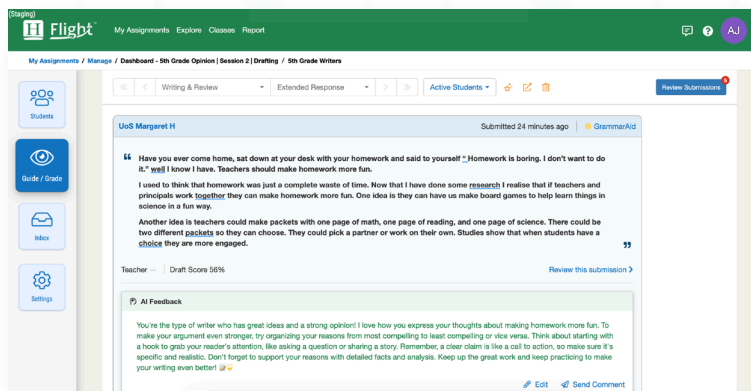 (Staging)
H Flight
My Assignments Explore Classes Report
AJ
My Assignments / Manage / Dashboard - 5th Grade Opinion | Session 2 | Drafting / 5th Grade Writers
Students
Guide / Grade
Inbox
Settings
Writing & Review
Extended Response
Active Students
Review Submissions
5
UoS Margaret H
Submitted 24 minutes ago
GrammarAid
“ Have you ever come home, sat down at your desk with your homework and said to yourself “ Homework is boring. I don't want to do
it.” well I know I have. Teachers should make homework more fun.
I used to think that homework was just a complete waste of time. Now that I have done some research I realise that if teachers and
principals work together they can make homework more fun. One idea is they can have us make board games to help learn things in
science in a fun way.
Another idea is teachers could make packets with one page of math, one page of reading, and one page of science. There could be
two different packets so they can choose. They could pick a partner or work on their own. Studies show that when students have a
choice they are more engaged. ”
Teacher --
Draft Score 56%
Review this submission
AI Feedback
You're the type of writer who has great ideas and a strong opinion! I love how you express your thoughts about making homework more fun. To
make your argument even stronger, try organizing your reasons from most compelling to least compelling or vice versa. Think about starting with
a hook to grab your reader's attention, like asking a question or sharing a story. Remember, a clear claim is like a call to action, so make sure it's
specific and realistic. Don't forget to support your reasons with detailed facts and analysis. Keep up the great work and keep practicing to make
your writing even better!
Edit
Send Comment